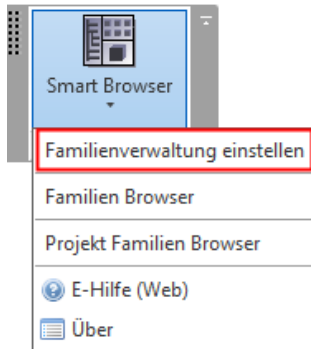 Smart Browser
Familienverwaltung einstellen
Familien Browser
Projekt Familien Browser
E-Hilfe (Web)
Über